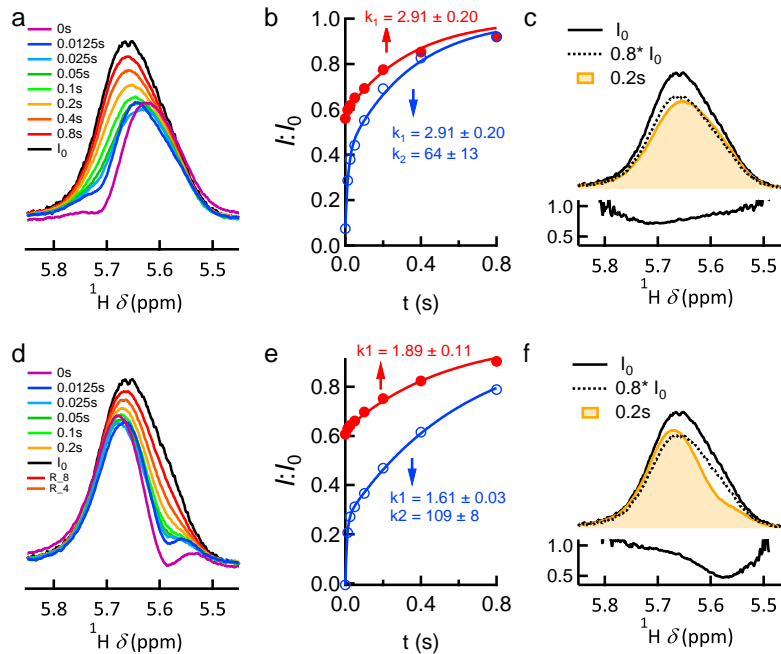 a
0s
0.0125s
0.025s
0.05s
0.1s
0.2s
0.4s
0.8s
I0
5.8 5.7 5.6 5.5
1H δ(ppm)
b
k1 = 2.91 ± 0.20
k1 = 2.91 ± 0.20
k2 = 64 ± 13
I:I0
1.0
0.8
0.6
0.4
0.2
0.0
0.0 0.4 0.8
t (s)
c
I0
0.8* I0
0.2s
1.0
0.5
5.8 5.7 5.6 5.5
1H δ(ppm)
d
0s
0.0125s
0.025s
0.05s
0.1s
0.2s
I0
R_8
R_4
5.8 5.7 5.6 5.5
1H δ(ppm)
e
k1 = 1.89 ± 0.11
k1 = 1.61 ± 0.03
k2 = 109 ± 8
I:I0
0.8
0.6
0.4
0.2
0.0
0.0 0.4 0.8
t (s)
f
I0
0.8* I0
0.2s
1.0
0.5
5.8 5.7 5.6 5.5
1H δ(ppm)